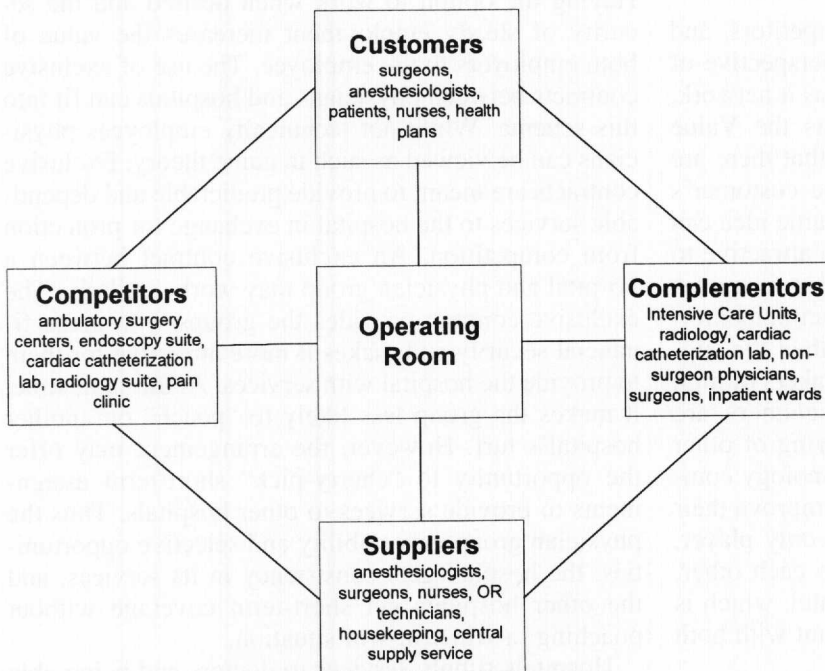 Customers
surgeons,
anesthesiologists,
patients, nurses, health
plans
Competitors
ambulatory surgery
centers, endoscopy suite,
cardiac catheterization
lab, radiology suite, pain
clinic
Operating
Room
Complementors
Intensive Care Units,
radiology, cardiac
catheterization lab, non-
surgeon physicians,
surgeons, inpatient wards
Suppliers
anesthesiologists,
surgeons, nurses, OR
technicians,
housekeeping, central
supply service